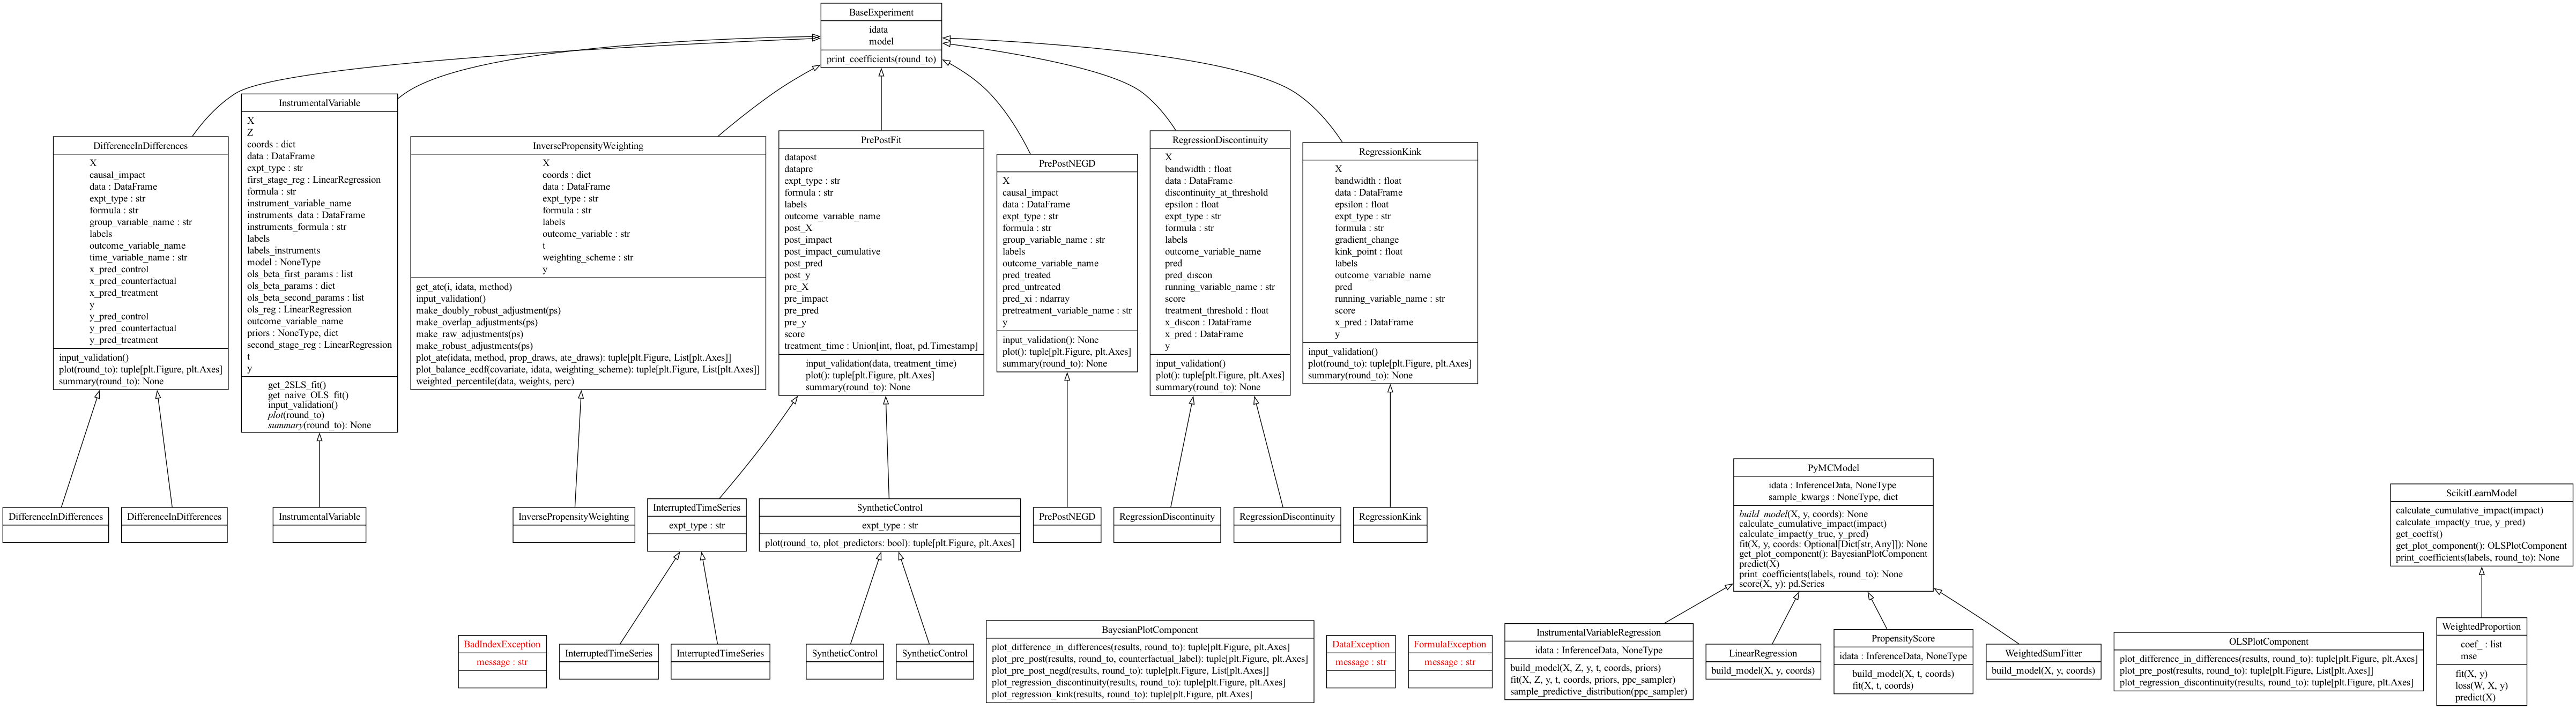 BaseExperiment
idata
model
print_coefficients(round_to)
DifferenceInDifferences
X
causal_impact
data : DataFrame
expt_type : str
formula : str
group_variable_name : str
labels
outcome_variable_name
time_variable_name : str
x_pred_control
x_pred_counterfactual
x_pred_treatment
y
y_pred_control
y_pred_counterfactual
y_pred_treatment
input_validation()
plot(round_to): tuple[plt.Figure, plt.Axes]
summary(round_to): None
InstrumentalVariable
X
Z
coords : dict
data : DataFrame
expt_type : str
first_stage_reg : LinearRegression
formula : str
instrument_variable_name
instruments_data : DataFrame
instruments_formula : str
labels
labels_instruments
model : NoneType
ols_beta_first_params : list
ols_beta_params : dict
ols_beta_second_params : list
ols_reg : LinearRegression
outcome_variable_name
priors : NoneType, dict
second_stage_reg : LinearRegression
t
y
get_2SLS_fit()
get_naive_OLS_fit()
input_validation()
plot(round_to)
summary(round_to): None
InversePropensityWeighting
X
coords : dict
data : DataFrame
expt_type : str
formula : str
labels
outcome_variable : str
t
weighting_scheme : str
y
get_ate(i, idata, method)
input_validation()
make_doubly_robust_adjustment(ps)
make_overlap_adjustments(ps)
make_raw_adjustments(ps)
make_robust_adjustments(ps)
plot_ate(idata, method, prop_draws, ate_draws): tuple[plt.Figure, List[plt.Axes]]
plot_balance_ecdf(covariate, idata, weighting_scheme): tuple[plt.Figure, List[plt.Axes]]
weighted_percentile(data, weights, perc)
PrePostFit
datapost
datapre
expt_type : str
formula : str
labels
outcome_variable_name
post_X
post_impact
post_impact_cumulative
post_pred
post_y
pre_X
pre_impact
pre_pred
pre_y
score
treatment_time : Union[int, float, pd.Timestamp]
input_validation(data, treatment_time)
plot(): tuple[plt.Figure, plt.Axes]
summary(round_to): None
PrePostNEGD
X
causal_impact
data : DataFrame
expt_type : str
formula : str
group_variable_name : str
labels
outcome_variable_name
pred_treated
pred_untreated
pred_xi : ndarray
pretreatment_variable_name : str
y
input_validation(): None
plot(): tuple[plt.Figure, plt.Axes]
summary(round_to): None
RegressionDiscontinuity
X
bandwidth : float
data : DataFrame
discontinuity_at_threshold
epsilon : float
expt_type : str
formula : str
labels
outcome_variable_name
pred
pred_discon
running_variable_name : str
score
treatment_threshold : float
x_discon : DataFrame
x_pred : DataFrame
y
input_validation()
plot(): tuple[plt.Figure, plt.Axes]
summary(round_to): None
RegressionKink
X
bandwidth : float
data : DataFrame
epsilon : float
expt_type : str
formula : str
gradient_change
kink_point : float
labels
outcome_variable_name
pred
running_variable_name : str
score
x_pred : DataFrame
y
input_validation()
plot(round_to): tuple[plt.Figure, plt.Axes]
summary(round_to): None
DifferenceInDifferences
DifferenceInDifferences
InstrumentalVariable
InversePropensityWeighting
InterruptedTimeSeries
expt_type : str
SyntheticControl
expt_type : str
plot(round_to, plot_predictors: bool): tuple[plt.Figure, plt.Axes]
PrePostNEGD
RegressionDiscontinuity
RegressionDiscontinuity
RegressionKink
PyMCModel
idata : InferenceData, NoneType
sample_kwargs : NoneType, dict
build_model(X, y, coords): None
calculate_cumulative_impact(impact)
calculate_impact(y_true, y_pred)
fit(X, y, coords: Optional[Dict[str, Any]]): None
get_plot_component(): BayesianPlotComponent
predict(X)
print_coefficients(labels, round_to): None
score(X, y): pd.Series
ScikitLearnModel
calculate_cumulative_impact(impact)
calculate_impact(y_true, y_pred)
get_coeffs()
get_plot_component(): OLSPlotComponent
print_coefficients(labels, round_to): None
BadIndexException
message : str
InterruptedTimeSeries
InterruptedTimeSeries
SyntheticControl
SyntheticControl
BayesianPlotComponent
plot_difference_in_differences(results, round_to): tuple[plt.Figure, plt.Axes]
plot_pre_post(results, round_to, counterfactual_label): tuple[plt.Figure, plt.Axes]
plot_pre_post_negd(results, round_to): tuple[plt.Figure, List[plt.Axes]]
plot_regression_discontinuity(results, round_to): tuple[plt.Figure, plt.Axes]
plot_regression_kink(results, round_to): tuple[plt.Figure, plt.Axes]
DataException
message : str
FormulaException
message : str
InstrumentalVariableRegression
idata : InferenceData, NoneType
build_model(X, Z, y, t, coords, priors)
fit(X, Z, y, t, coords, priors, ppc_sampler)
sample_predictive_distribution(ppc_sampler)
LinearRegression
build_model(X, y, coords)
PropensityScore
idata : InferenceData, NoneType
build_model(X, t, coords)
fit(X, t, coords)
WeightedSumFitter
build_model(X, y, coords)
OLSPlotComponent
plot_difference_in_differences(results, round_to): tuple[plt.Figure, plt.Axes]
plot_pre_post(results, round_to): tuple[plt.Figure, List[plt.Axes]]
plot_regression_discontinuity(results, round_to): tuple[plt.Figure, plt.Axes]
WeightedProportion
coef_ : list
mse
fit(X, y)
loss(W, X, y)
predict(X)